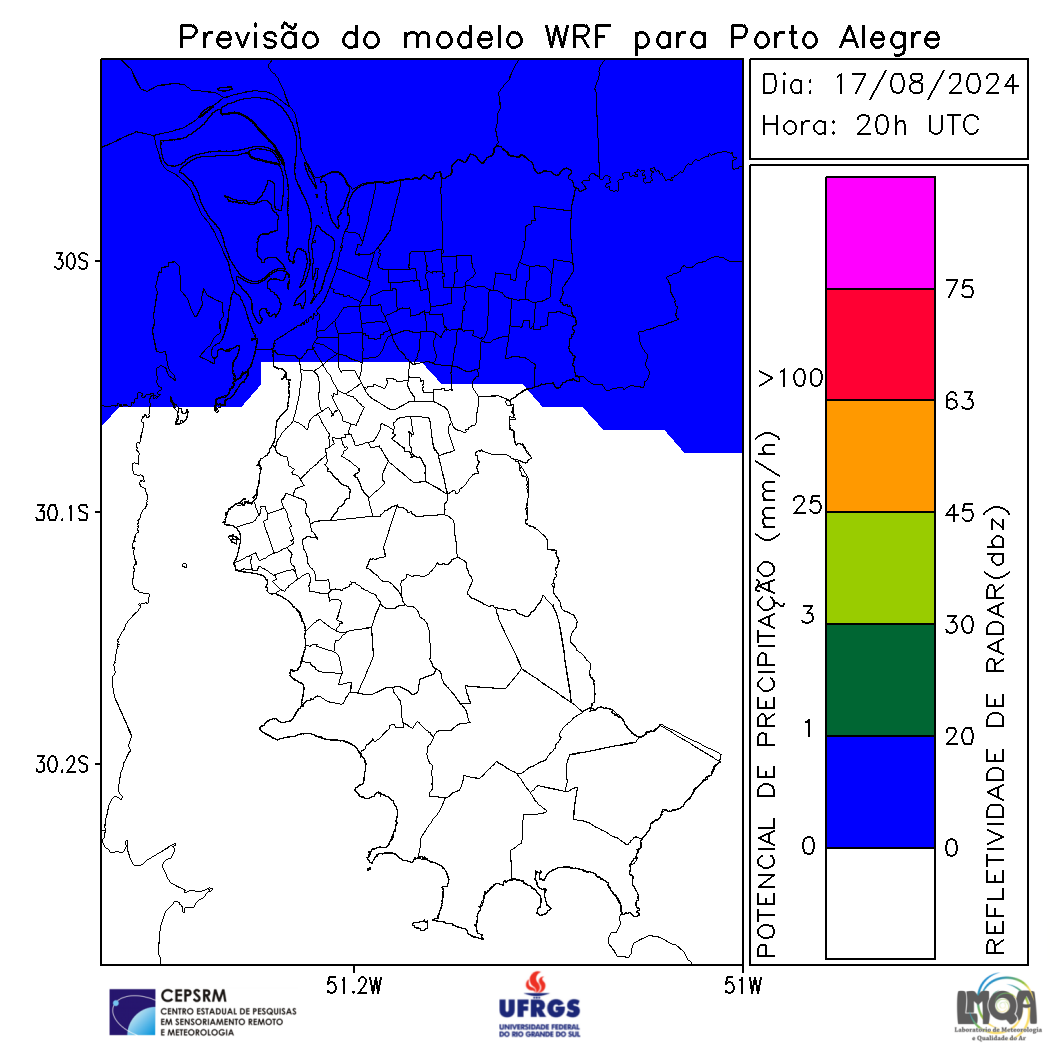 Previsão do modelo WRF para Porto Alegre
Dia: 17/08/2024
Hora: 20h UTC
30S
30.1S
30.2S
51.2W
51W
POTENCIAL DE PRECIPITAÇÃO (mm/h)
>100
25
3
1
0
75
63
45
30
20
0
REFLETIVIDADE DE RADAR(dbz)
CEPSRM
CENTRO ESTADUAL DE PESQUISAS
EM SENSORIAMENTO REMOTO
E METEOROLOGIA
UFRGS
UNIVERSIDADE FEDERAL
DO RIO GRANDE DO SUL
LMQA
Laboratório de Meteorologia
e Qualidade do Ar